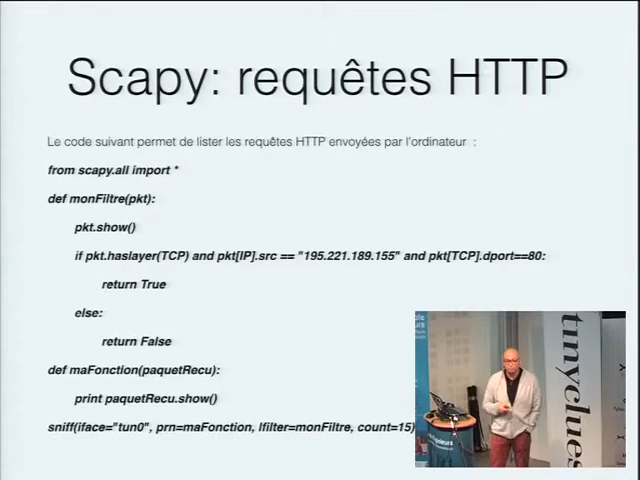 Scapy: requêtes HTTP
Le code suivant permet de lister les requêtes HTTP envoyées par l'ordinateur :
from scapy.all import *
def monFiltre(pkt):
pkt.show()
if pkt.haslayer(TCP) and pkt[IP].src == "195.221.189.155" and pkt[TCP].dport==80:
return True
else:
return False
def maFonction(paquetRecu):
print paquetRecu.show()
sniff(iface="tun0", prn=maFonction, lfilter=monFiltre, count=15)
tinyclues